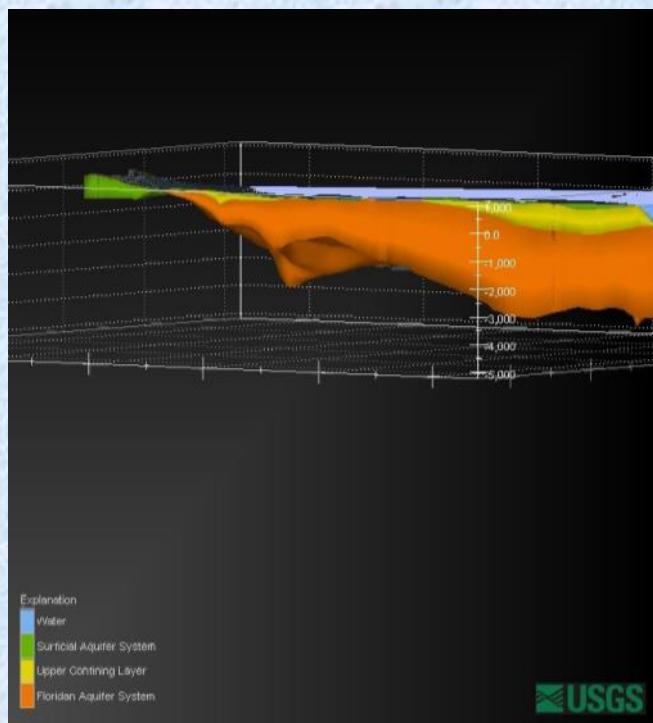 1,000
0.0
-1,000
-2,000
-3,000
-4,000
-5,000
Explanation
Water
Surficial Aquifer System
Upper Confining Layer
Floridan Aquifer System
USGS